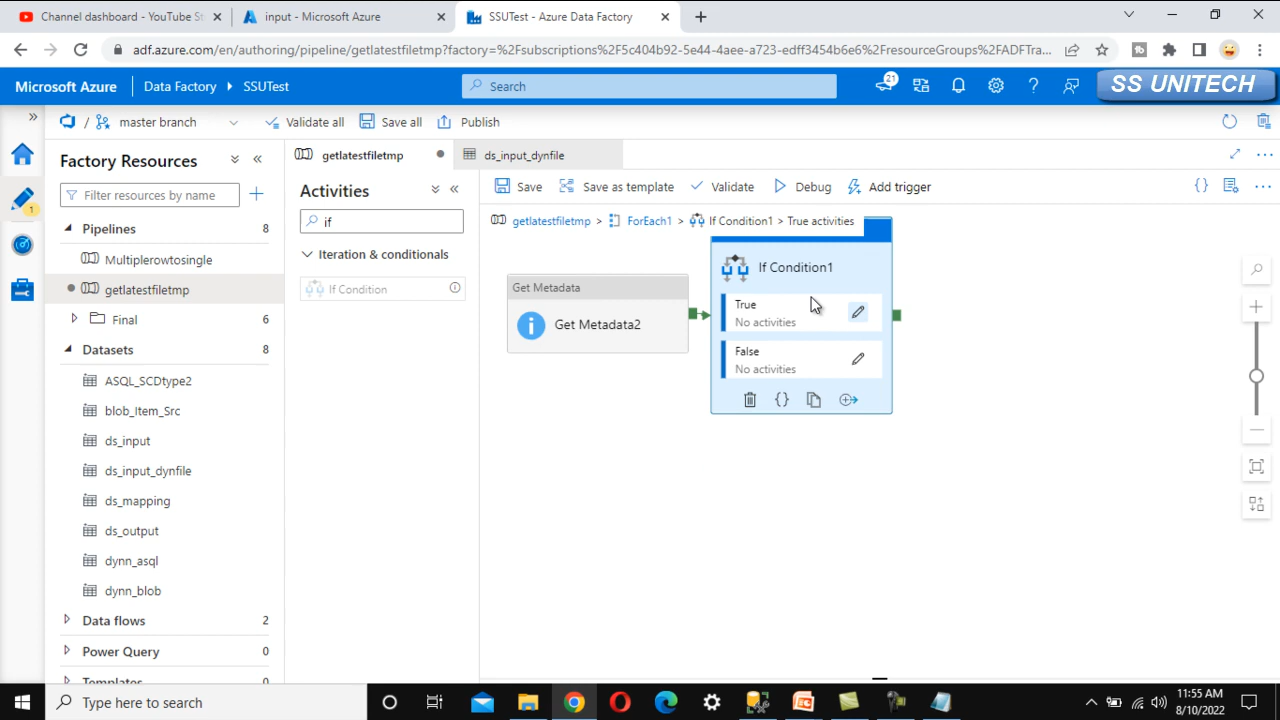 Channel dashboard - YouTube St
input - Microsoft Azure
SSUTest - Azure Data Factory
adf.azure.com/en/authoring/pipeline/getlatestfiletmp?factory=%2Fsubscriptions%2F5c404b92-5e44-4aee-a723-edff3454b6e6%2FresourceGroups%2FADFTra...
Microsoft Azure
Data Factory
SSUTest
Search
21
SS UNITECH
/ master branch
Validate all
Save all
Publish
Factory Resources
Filter resources by name
Pipelines 8
Multiplerowtosingle
getlatestfiletmp
Final 6
Datasets 8
ASQL_SCDtype2
blob_Item_Src
ds_input
ds_input_dynfile
ds_mapping
ds_output
dynn_asql
dynn_blob
Data flows 2
Power Query 0
1
getlatestfiletmp
ds_input_dynfile
Activities
if
Iteration & conditionals
If Condition
Save
Save as template
Validate
Debug
Add trigger
getlatestfiletmp > ForEach1 > If Condition1 > True activities
Get Metadata
Get Metadata2
If Condition1
True
No activities
False
No activities
Type here to search
11:55 AM
8/10/2022